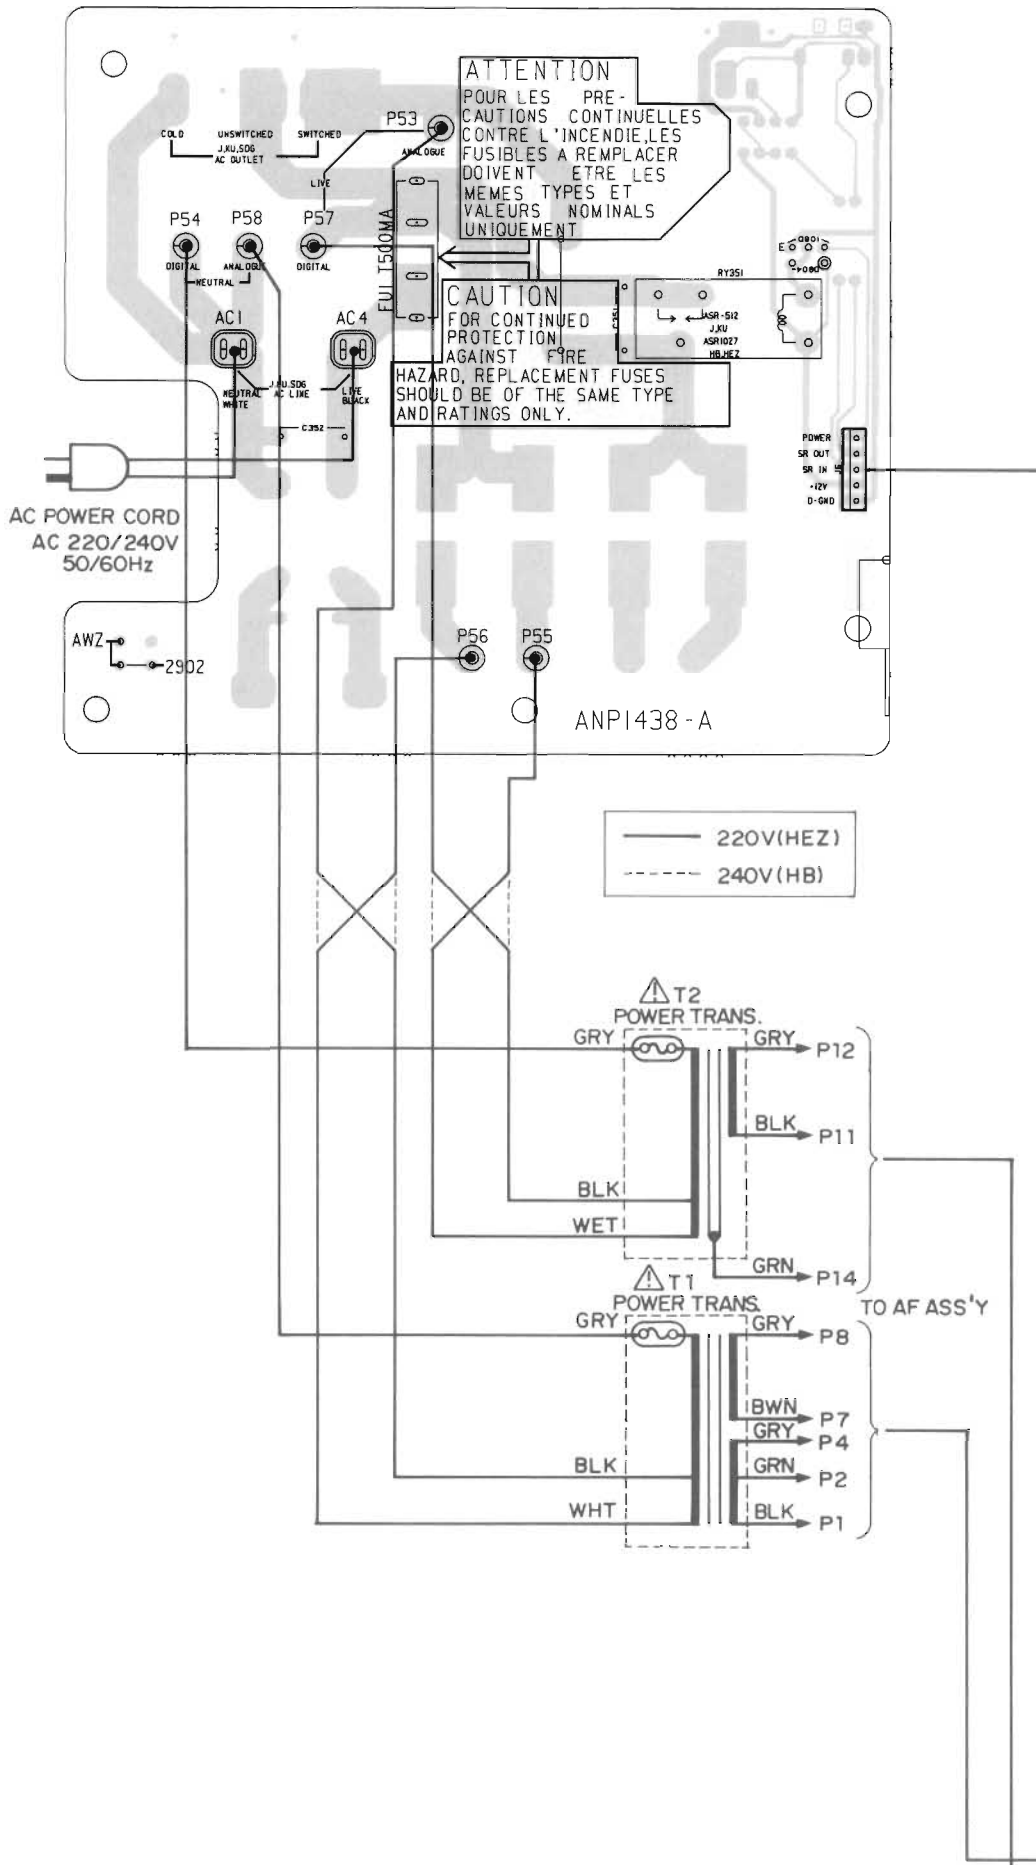 ATTENTION
POUR LES PRE-
CAUTIONS CONTINUELLES
CONTRE L'INCENDIE,LES
FUSIBLES A REMPLACER
DOIVENT ETRE LES
MEMES TYPES ET
VALEURS NOMINALS
UNIQUEMENT
P53
ANALOGUE
COLD
UNSWITCHED
SWITCHED
J,KU,SDG
AC OUTLET
LIVE
P54
P58
P57
DIGITAL
ANALOGUE
DIGITAL
NEUTRAL
FU1 T500MA
CAUTION
FOR CONTINUED
PROTECTION
AGAINST FIRE
HAZARD, REPLACEMENT FUSES
SHOULD BE OF THE SAME TYPE
AND RATINGS ONLY.
C351
RY351
ASR-512
J,KU
ASR1027
HB,HEZ
E
AC1
AC4
J,KU,SDG
AC LINE
NEUTRAL
WHITE
LIVE
BLACK
C352
POWER
SR OUT
SR IN
+12V
D-GND
AC POWER CORD
AC 220/240V
50/60Hz
AWZ
2902
P56
P55
ANP1438-A
220V(HEZ)
240V(HB)
T2
POWER TRANS.
GRY
GRY
P12
BLK
P11
BLK
WET
GRN
P14
TO AF ASS'Y
T1
POWER TRANS.
GRY
GRY
P8
BWN
P7
GRY
P4
BLK
GRN
P2
WHT
BLK
P1